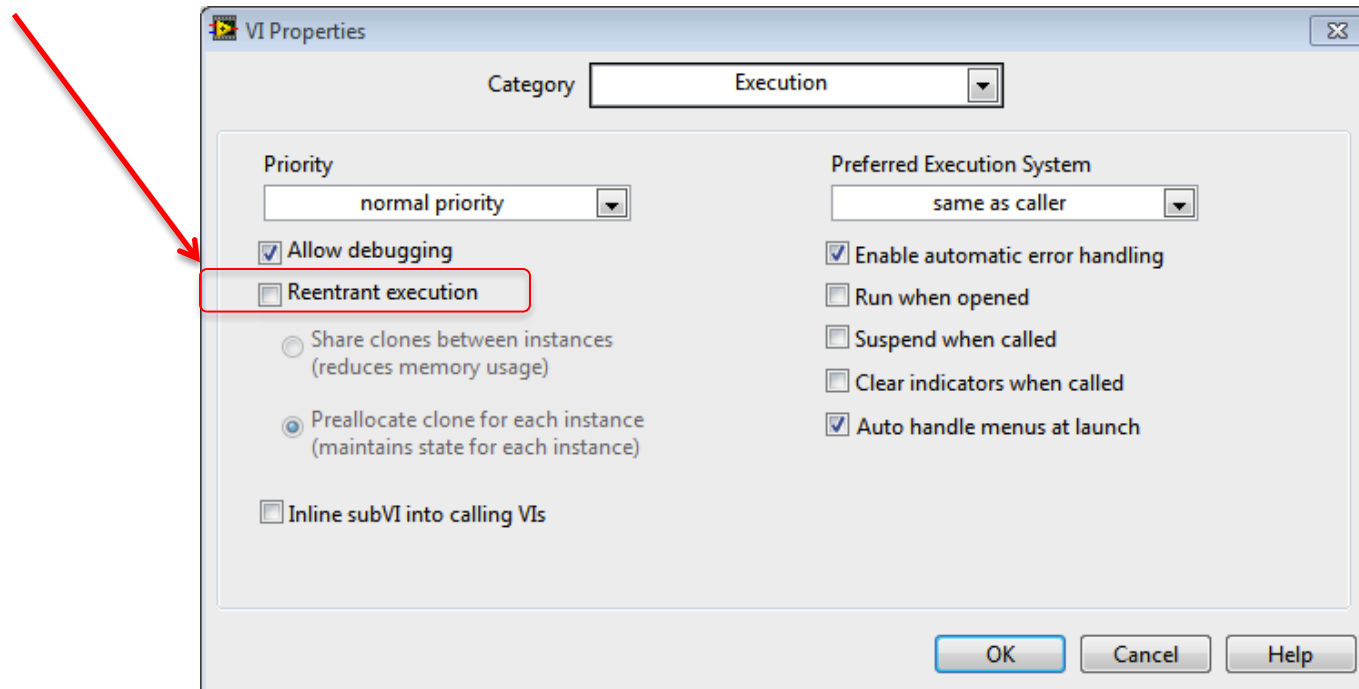 VI Properties
Category Execution
Priority
normal priority
Allow debugging
Reentrant execution
Share clones between instances
(reduces memory usage)
Preallocate clone for each instance
(maintains state for each instance)
Inline subVI into calling VIs
Preferred Execution System
same as caller
Enable automatic error handling
Run when opened
Suspend when called
Clear indicators when called
Auto handle menus at launch
OK Cancel Help